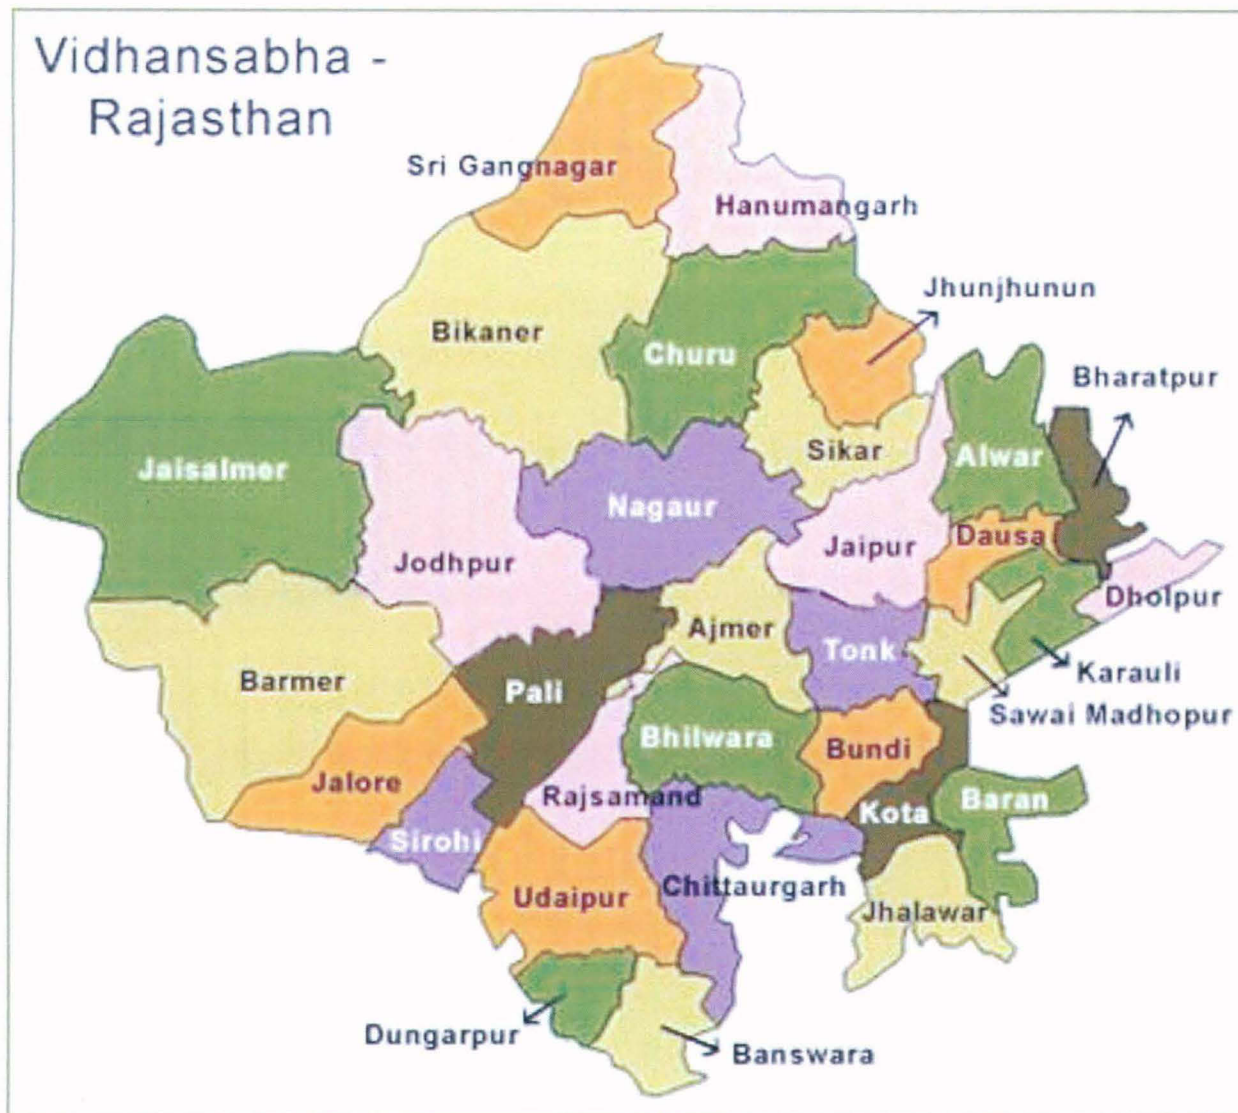 Vidhansabha -
Rajasthan
Sri Gangnagar
Hanumangarh
Jhunjhunun
Bikaner
Churu
Bharatpur
Sikar
Alwar
Jaisalmer
Nagaur
Jaipur
Dausa
Jodhpur
Dholpur
Ajmer
Tonk
Karauli
Barmer
Pali
Sawai Madhopur
Bhilwara
Bundi
Jalore
Rajsamand
Kota
Baran
Sirohi
Chittaurgarh
Udaipur
Jhalawar
Dungarpur
Banswara